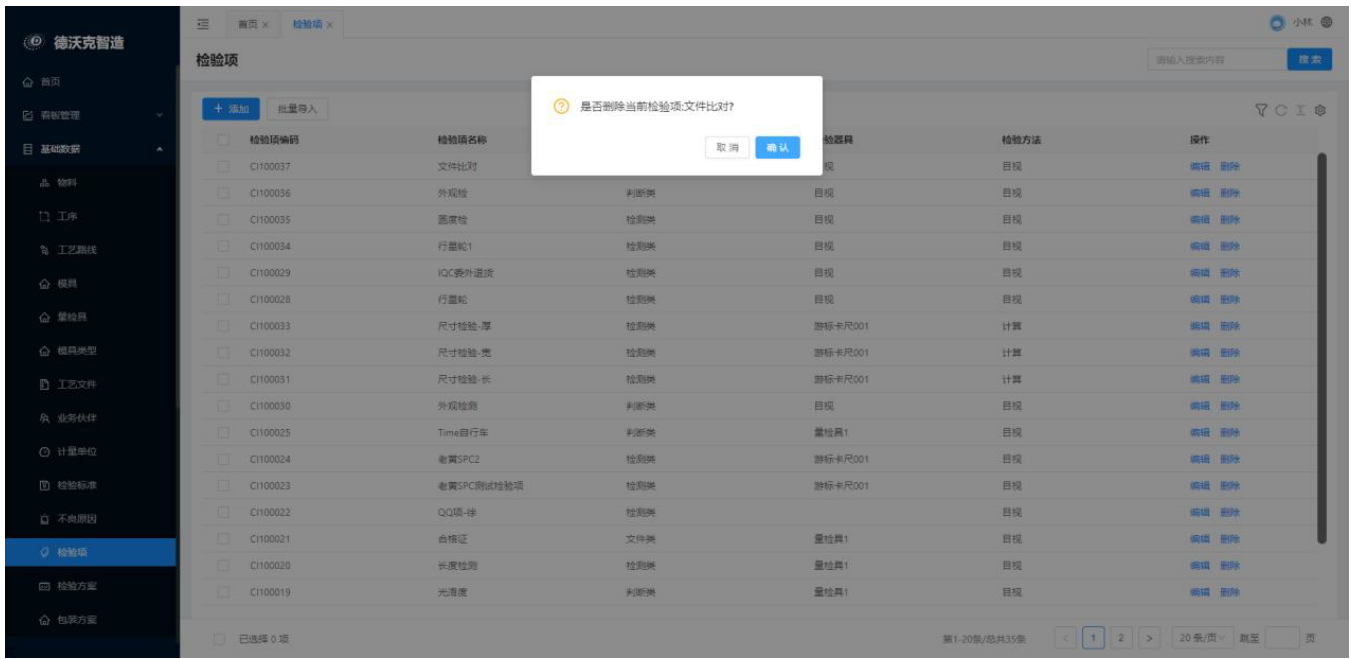 德沃克智造
首页 × 检验项 ×
小林
检验项
请输入搜索内容 搜索
首页
看板管理
基础数据
物料
工序
工艺路线
模具
量检具
模具类型
工艺文件
业务伙伴
计量单位
检验标准
不良原因
检验项
检验方案
包装方案
+ 添加 批量导入
是否删除当前检验项:文件比对?
取消 确认
检验项编码 检验项名称 验器具 检验方法 操作
CI100037 文件比对 视 目视 编辑 删除
CI100036 外观检 判断类 目视 目视 编辑 删除
CI100035 圆度检 检测类 目视 目视 编辑 删除
CI100034 行星轮1 检测类 目视 目视 编辑 删除
CI100029 IQC委外退货 检测类 目视 目视 编辑 删除
CI100028 行星轮 检测类 目视 目视 编辑 删除
CI100033 尺寸检验-厚 检测类 游标卡尺001 计算 编辑 删除
CI100032 尺寸检验-宽 检测类 游标卡尺001 计算 编辑 删除
CI100031 尺寸检验-长 检测类 游标卡尺001 计算 编辑 删除
CI100030 外观检测 判断类 目视 目视 编辑 删除
CI100025 Time自行车 判断类 量检具1 目视 编辑 删除
CI100024 老黄SPC2 检测类 游标卡尺001 目视 编辑 删除
CI100023 老黄SPC测试检验项 检测类 游标卡尺001 目视 编辑 删除
CI100022 QQ项-徐 检测类 目视 编辑 删除
CI100021 合格证 文件类 量检具1 目视 编辑 删除
CI100020 长度检测 检测类 量检具1 目视 编辑 删除
CI100019 光滑度 判断类 量检具1 目视 编辑 删除
已选择 0 项 第1-20条/总共35条 < 1 2 > 20 条/页 跳至 页